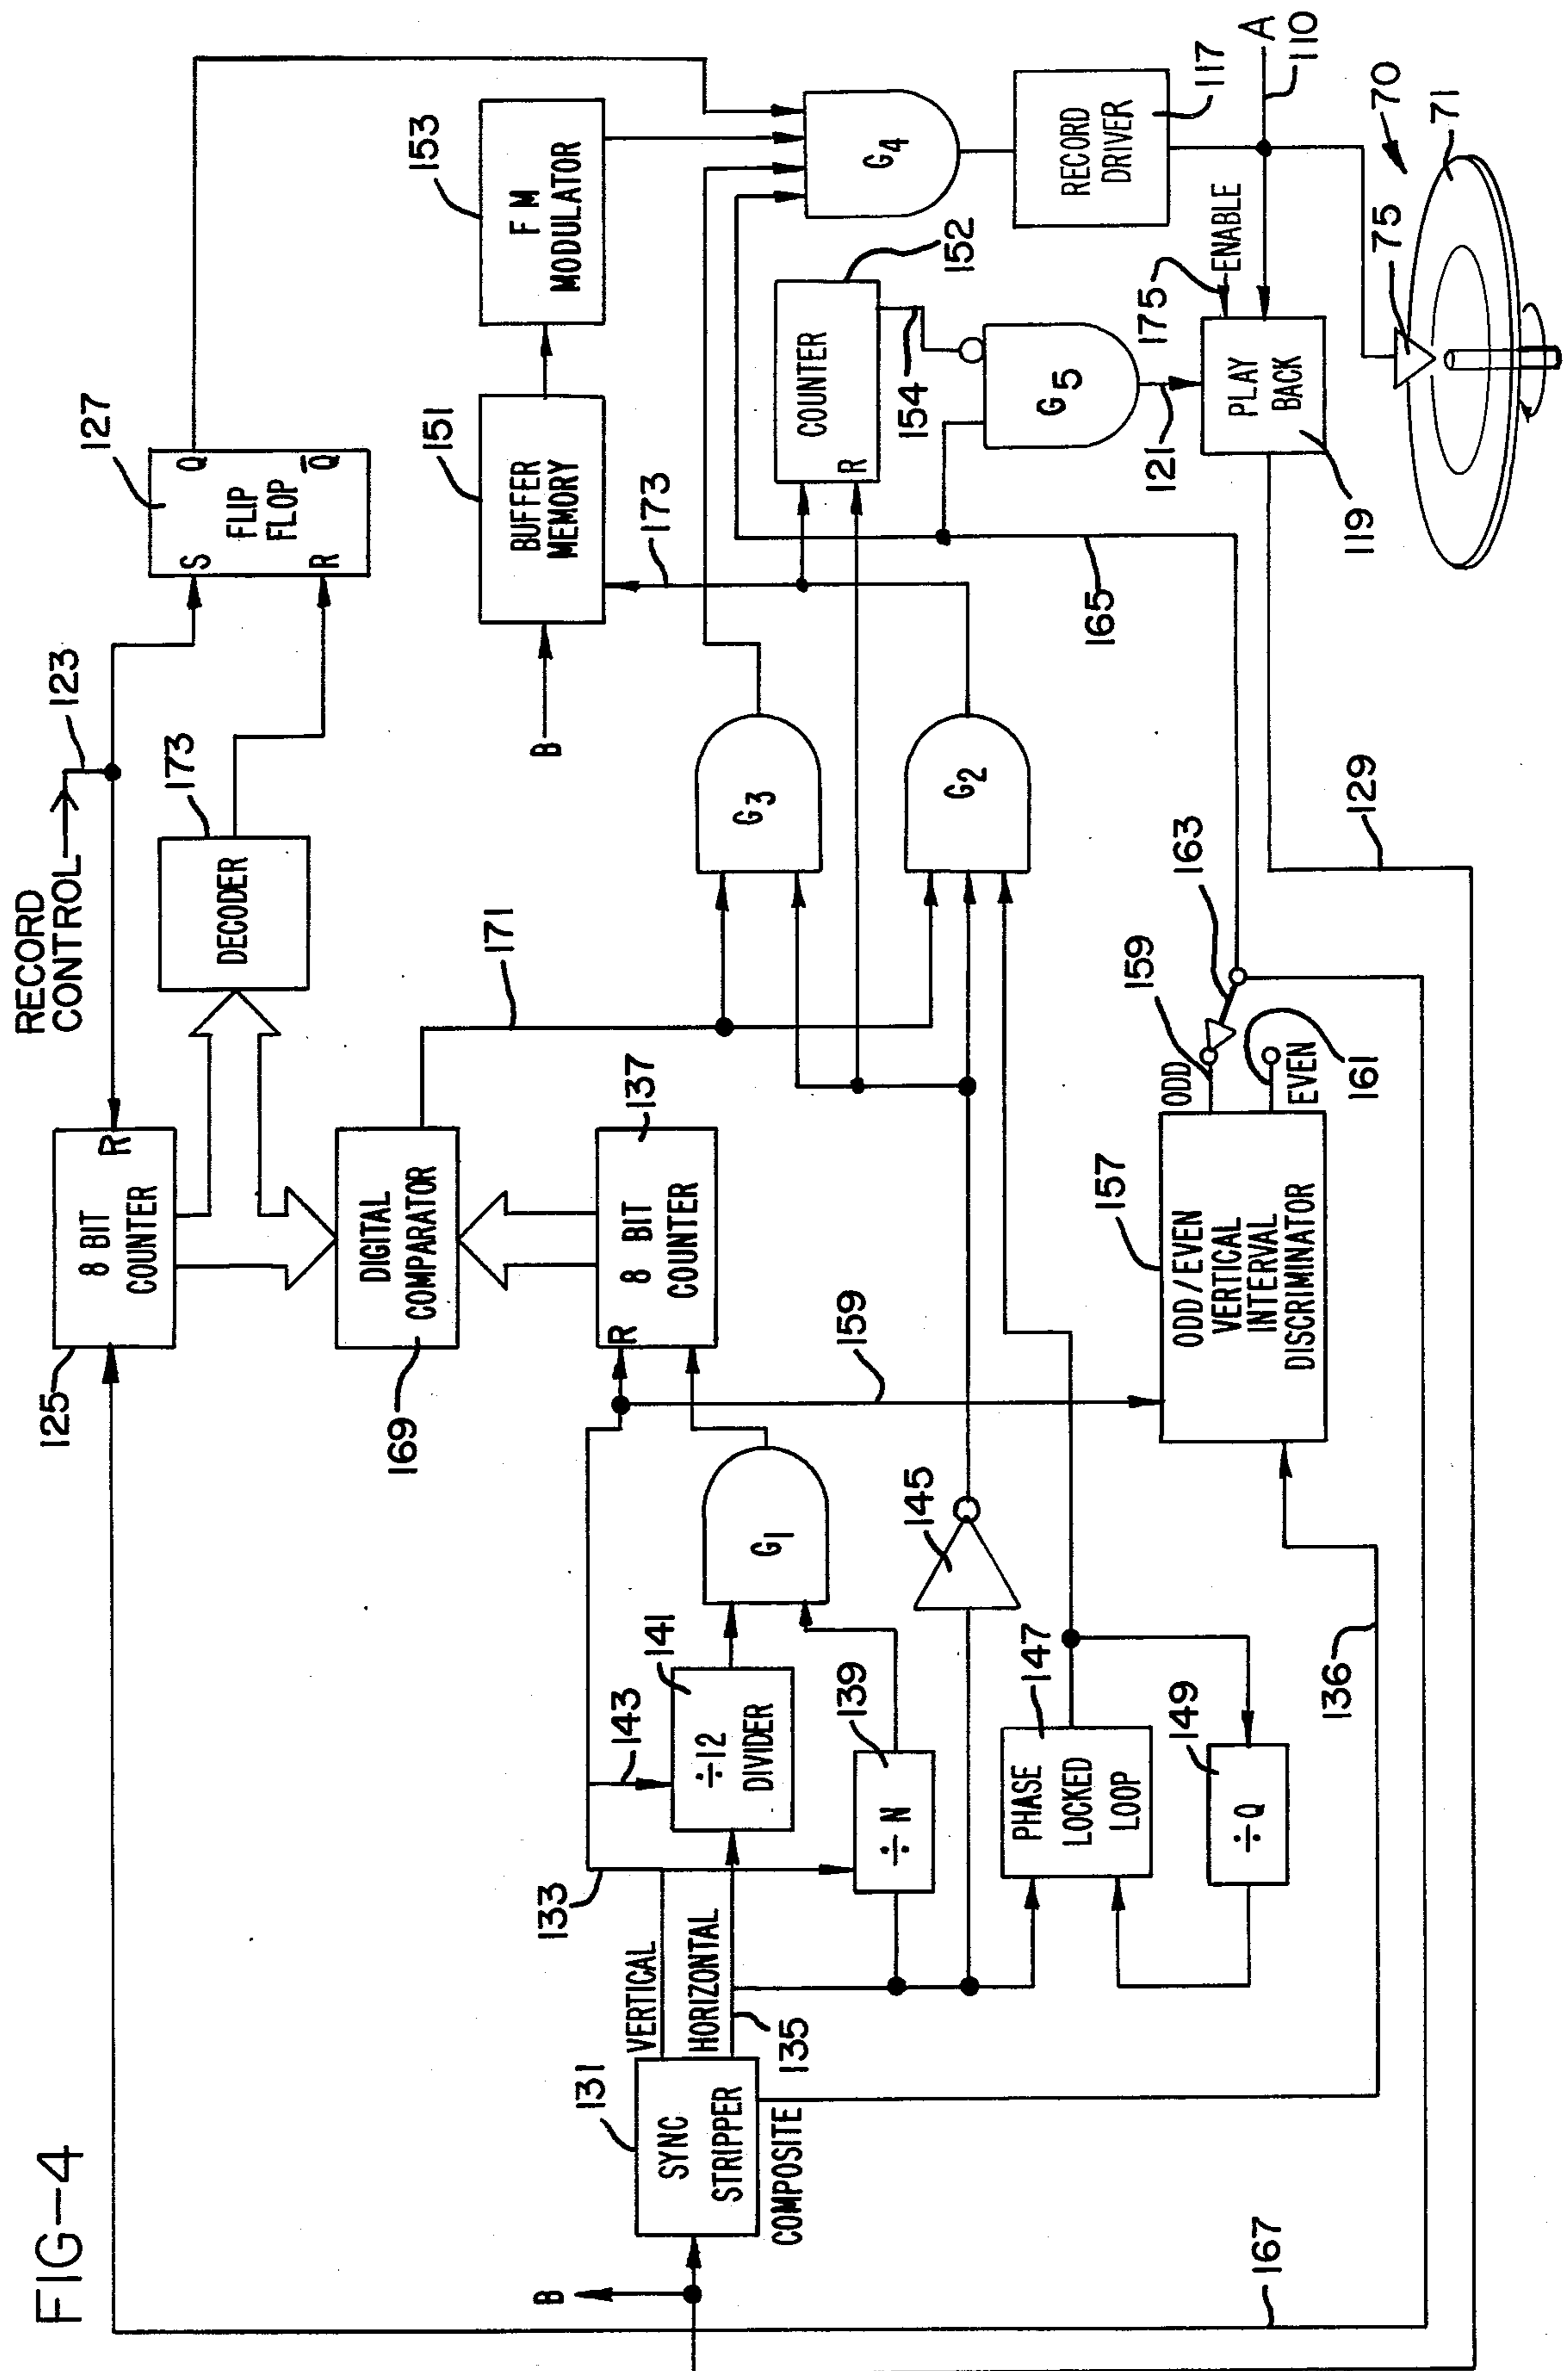 FIG-4
RECORD
CONTROL
123
125
8 BIT
COUNTER
R
173
DECODER
127
S
Q
FLIP
FLOP
R
Q̅
169
DIGITAL
COMPARATOR
171
137
R
8 BIT
COUNTER
B
151
BUFFER
MEMORY
153
F M
MODULATOR
173
131
SYNC
STRIPPER
VERTICAL
HORIZONTAL
COMPOSITE
B
133
135
143
141
÷12
DIVIDER
G1
139
÷N
145
159
G3
G2
COUNTER
R
152
154
G4
G5
RECORD
DRIVER
117
147
PHASE
LOCKED
LOOP
149
÷Q
136
157
ODD/EVEN
VERTICAL
INTERVAL
DISCRIMINATOR
ODD
EVEN
159
161
163
165
121
175
ENABLE
PLAY
BACK
119
A
110
70
71
75
129
167